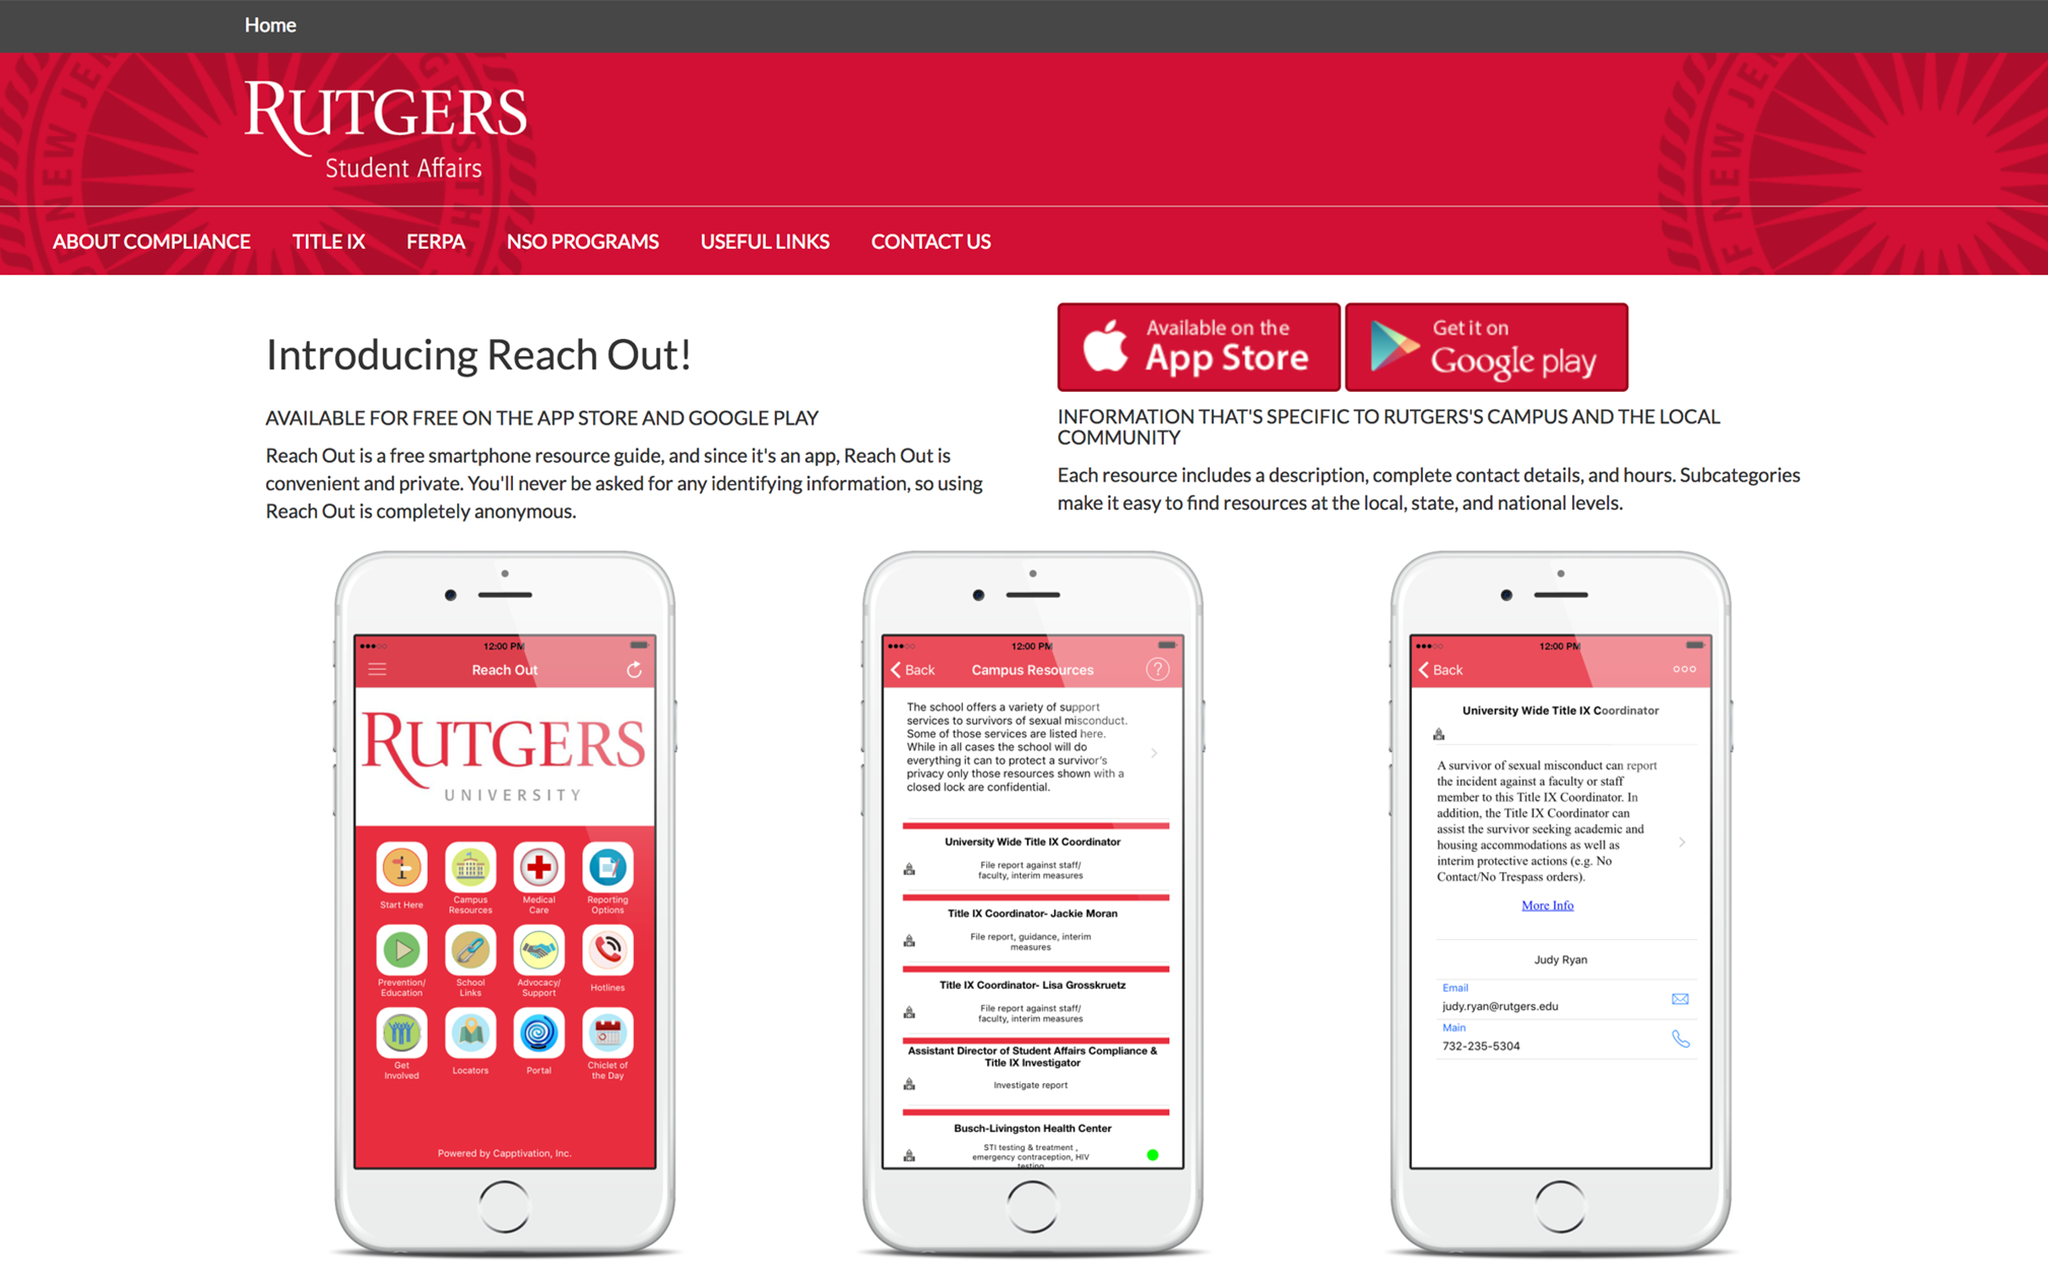 Home
RUTGERS
Student Affairs
ABOUT COMPLIANCE TITLE IX FERPA NSO PROGRAMS USEFUL LINKS CONTACT US
Introducing Reach Out!
AVAILABLE FOR FREE ON THE APP STORE AND GOOGLE PLAY
Reach Out is a free smartphone resource guide, and since it's an app, Reach Out is
convenient and private. You'll never be asked for any identifying information, so using
Reach Out is completely anonymous.
Available on the
App Store
Get it on
Google play
INFORMATION THAT'S SPECIFIC TO RUTGERS'S CAMPUS AND THE LOCAL
COMMUNITY
Each resource includes a description, complete contact details, and hours. Subcategories
make it easy to find resources at the local, state, and national levels.
12:00 PM
Reach Out
RUTGERS
UNIVERSITY
Start Here
Campus
Resources
Medical
Care
Reporting
Options
Prevention/
Education
School
Links
Advocacy/
Support
Hotlines
Get
Involved
Locators
Portal
Chiclet of
the Day
Powered by Capptivation, Inc.
12:00 PM
Back Campus Resources ?
The school offers a variety of support
services to survivors of sexual misconduct.
Some of those services are listed here.
While in all cases the school will do
everything it can to protect a survivor's
privacy only those resources shown with a
closed lock are confidential.
University Wide Title IX Coordinator
File report against staff/
faculty, interim measures
Title IX Coordinator- Jackie Moran
File report, guidance, interim
measures
Title IX Coordinator- Lisa Grosskruetz
File report against staff/
faculty, interim measures
Assistant Director of Student Affairs Compliance &
Title IX Investigator
Investigate report
Busch-Livingston Health Center
STI testing & treatment ,
emergency contraception, HIV
testing
12:00 PM
Back
University Wide Title IX Coordinator
A survivor of sexual misconduct can report
the incident against a faculty or staff
member to this Title IX Coordinator. In
addition, the Title IX Coordinator can
assist the survivor seeking academic and
housing accommodations as well as
interim protective actions (e.g. No
Contact/No Trespass orders).
More Info
Judy Ryan
Email
judy.ryan@rutgers.edu
Main
732-235-5304